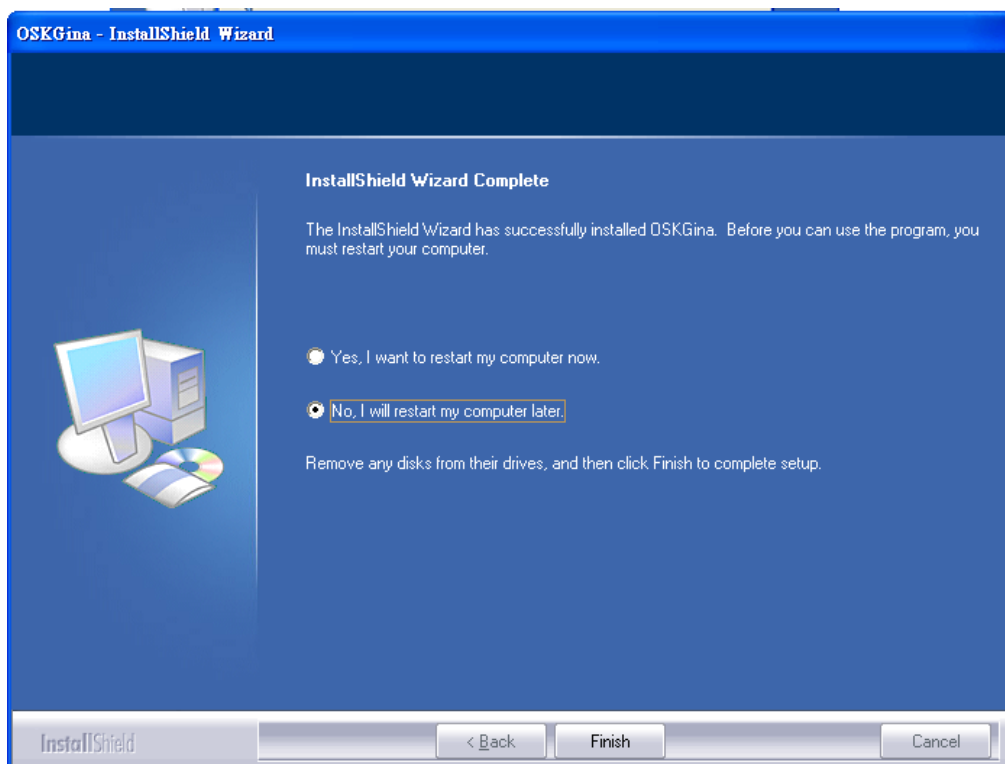 OSKGina - InstallShield Wizard
InstallShield Wizard Complete
The InstallShield Wizard has successfully installed OSKGina. Before you can use the program, you
must restart your computer.
Yes, I want to restart my computer now.
No, I will restart my computer later.
Remove any disks from their drives, and then click Finish to complete setup.
InstallShield
< Back
Finish
Cancel